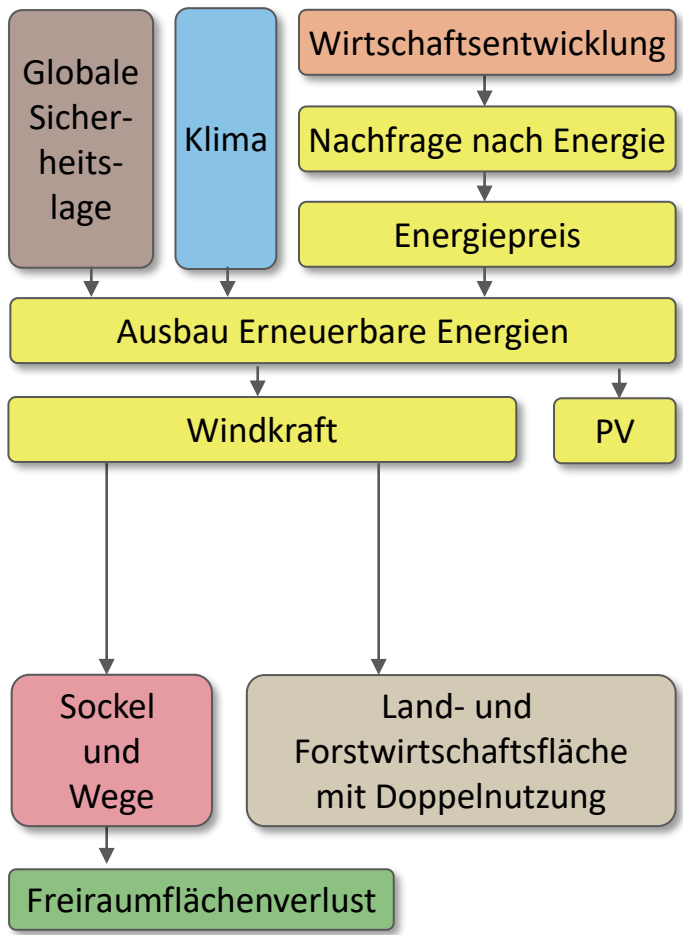 Globale
Sicher-
heits-
lage
Klima
Wirtschaftsentwicklung
Nachfrage nach Energie
Energiepreis
Ausbau Erneuerbare Energien
Windkraft
PV
Sockel
und
Wege
Land- und
Forstwirtschaftsfläche
mit Doppelnutzung
Freiraumflächenverlust